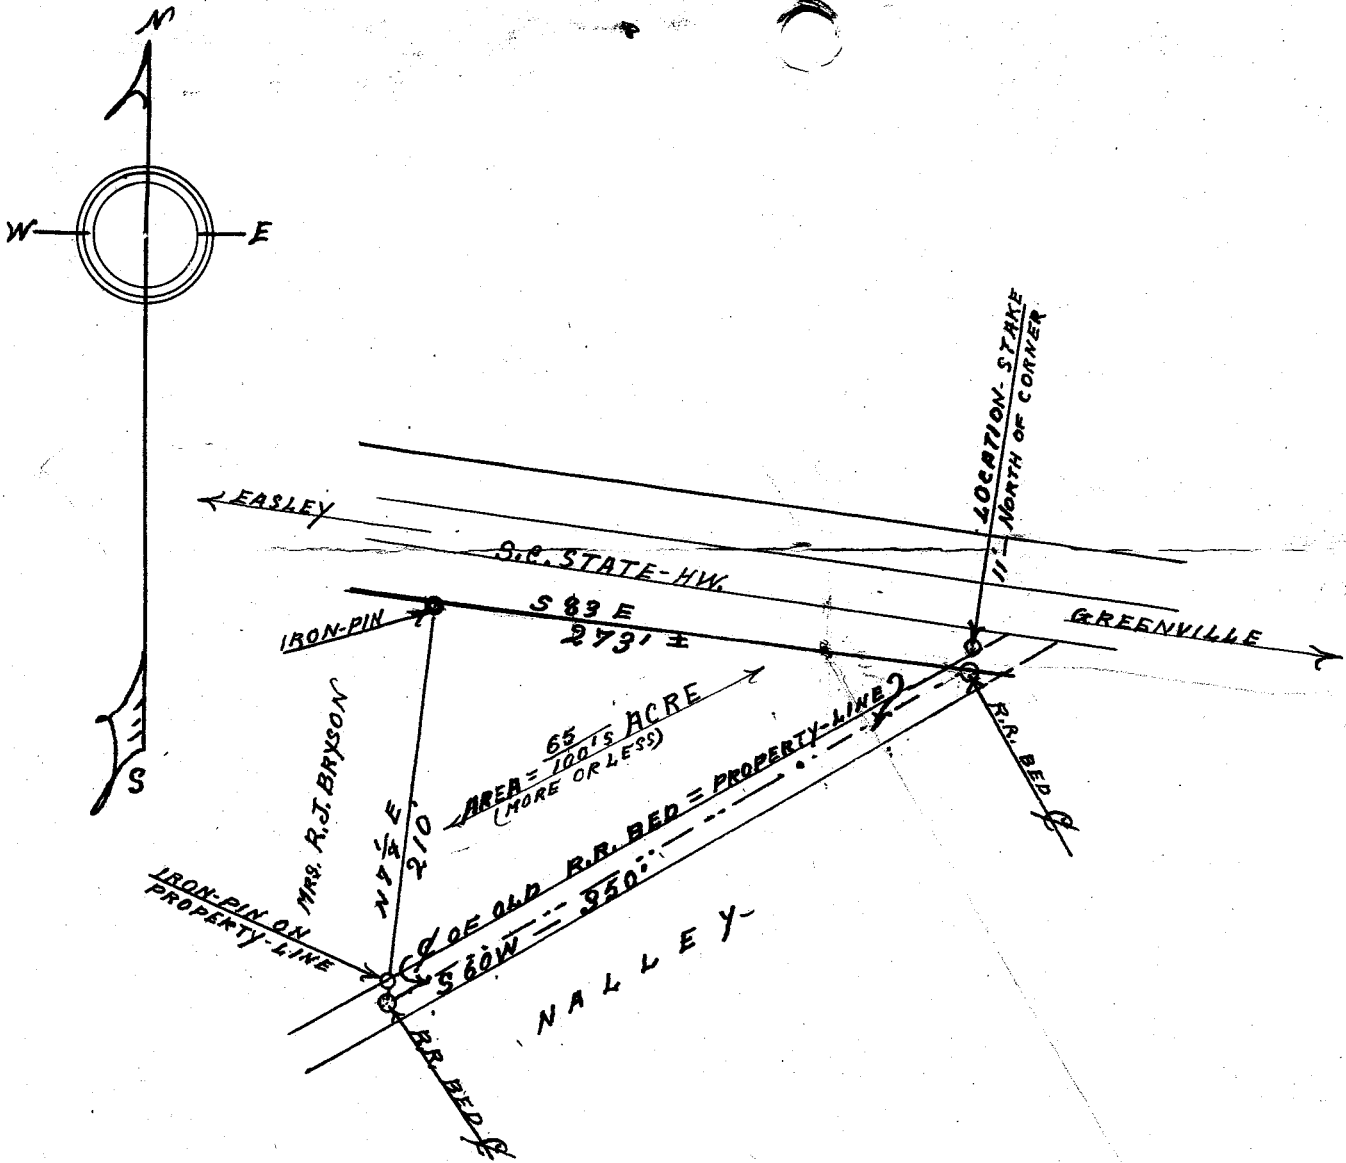 N
W
E
S
LOCATION-STAKE
11'- NORTH OF CORNER
EASLEY
S.C. STATE-HW.
GREENVILLE
IRON-PIN
S 83 E
273' ±
MRS. R.J. BRYSON
N 7 1/4 E
210'
AREA = 65/100'S ACRE
(MORE OR LESS)
℄ OF OLD R.R. BED = PROPERTY-LINE
S 60W = 350'
R.R. BED ℄
IRON-PIN ON
PROPERTY-LINE
NALLEY-
R.R. BED ℄